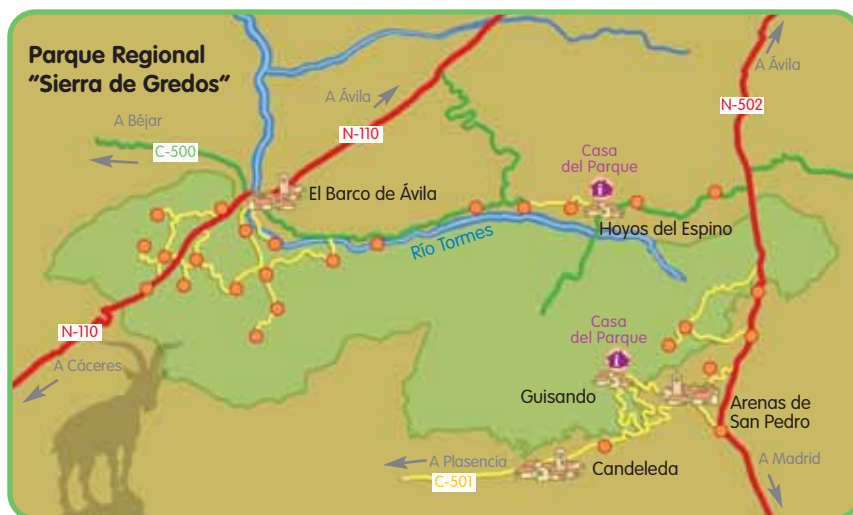 Parque Regional
"Sierra de Gredos"
A Ávila
N-502
A Ávila
N-110
A Béjar
C-500
Casa
del Parque
i
El Barco de Ávila
Hoyos del Espino
Río Tormes
N-110
A Cáceres
Casa
del Parque
i
Guisando
Arenas de
San Pedro
A Plasencia
C-501
Candeleda
A Madrid